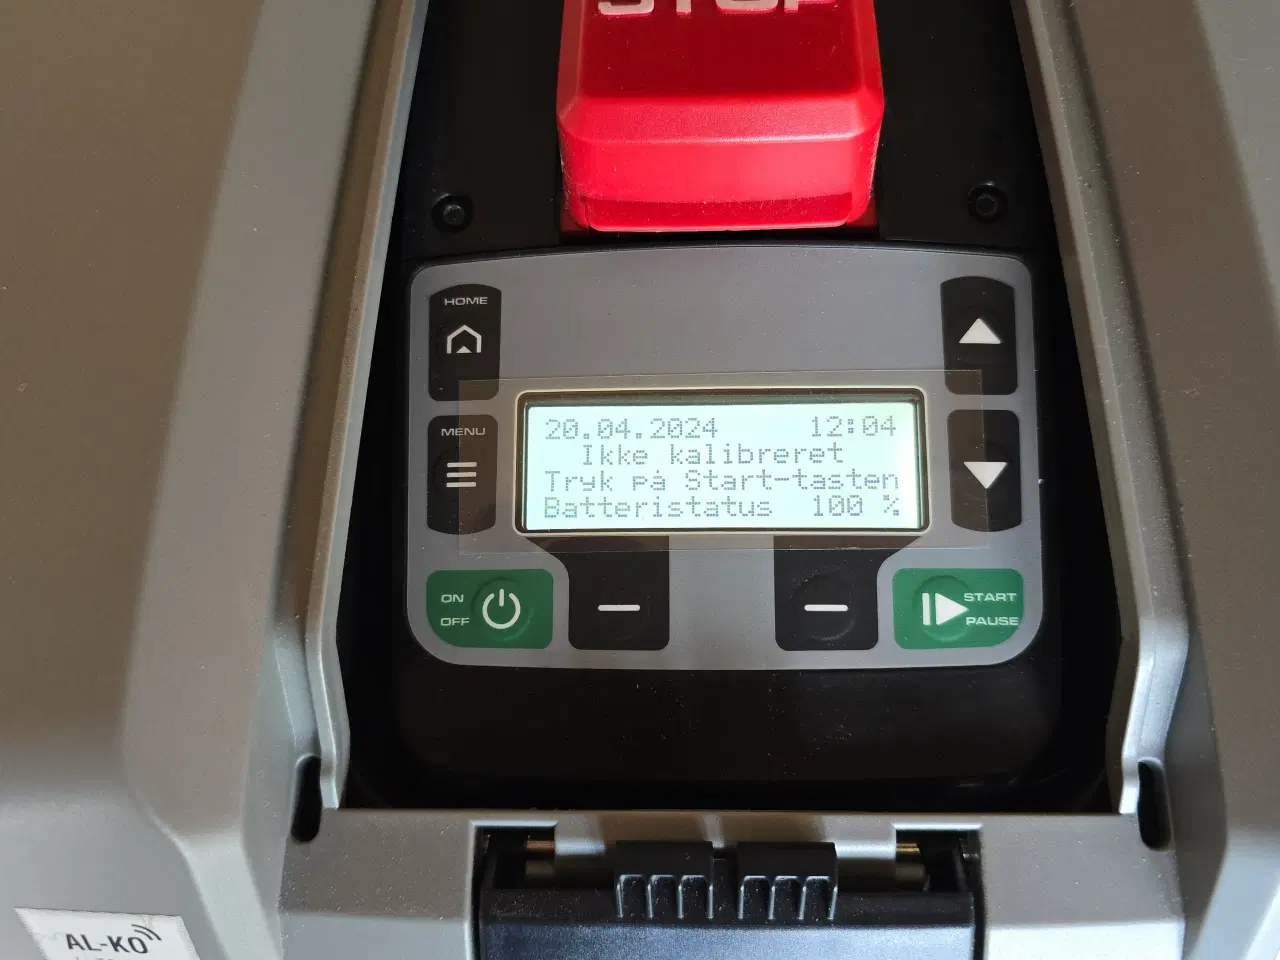 STOP
HOME
MENU
20.04.2024 12:04
Ikke kalibreret
Tryk på Start-tasten
Batteristatus 100 %
ON
OFF
START
PAUSE
AL-KO